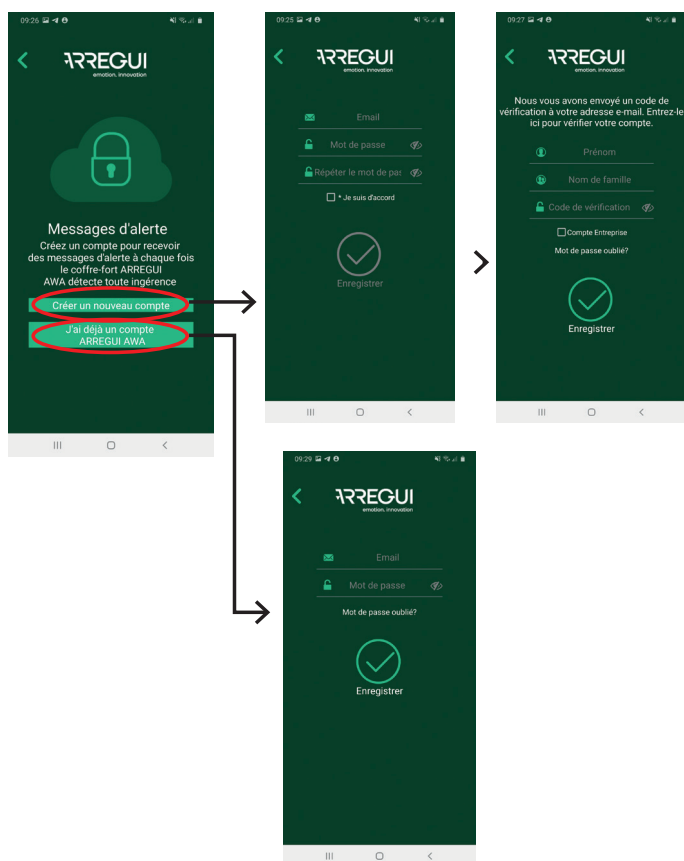 09:26
ARREGUI
emotion. innovation
Messages d'alerte
Créez un compte pour recevoir
des messages d'alerte à chaque fois
le coffre-fort ARREGUI
AWA détecte toute ingérence
Créer un nouveau compte
J'ai déjà un compte
ARREGUI AWA
09:25
ARREGUI
emotion. innovation
Email
Mot de passe
Répéter le mot de pas
* Je suis d'accord
Enregistrer
09:27
ARREGUI
emotion. innovation
Nous vous avons envoyé un code de
vérification à votre adresse e-mail. Entrez-le
ici pour vérifier votre compte.
Prénom
Nom de famille
Code de vérification
Compte Entreprise
Mot de passe oublié?
Enregistrer
09:29
ARREGUI
emotion. innovation
Email
Mot de passe
Mot de passe oublié?
Enregistrer